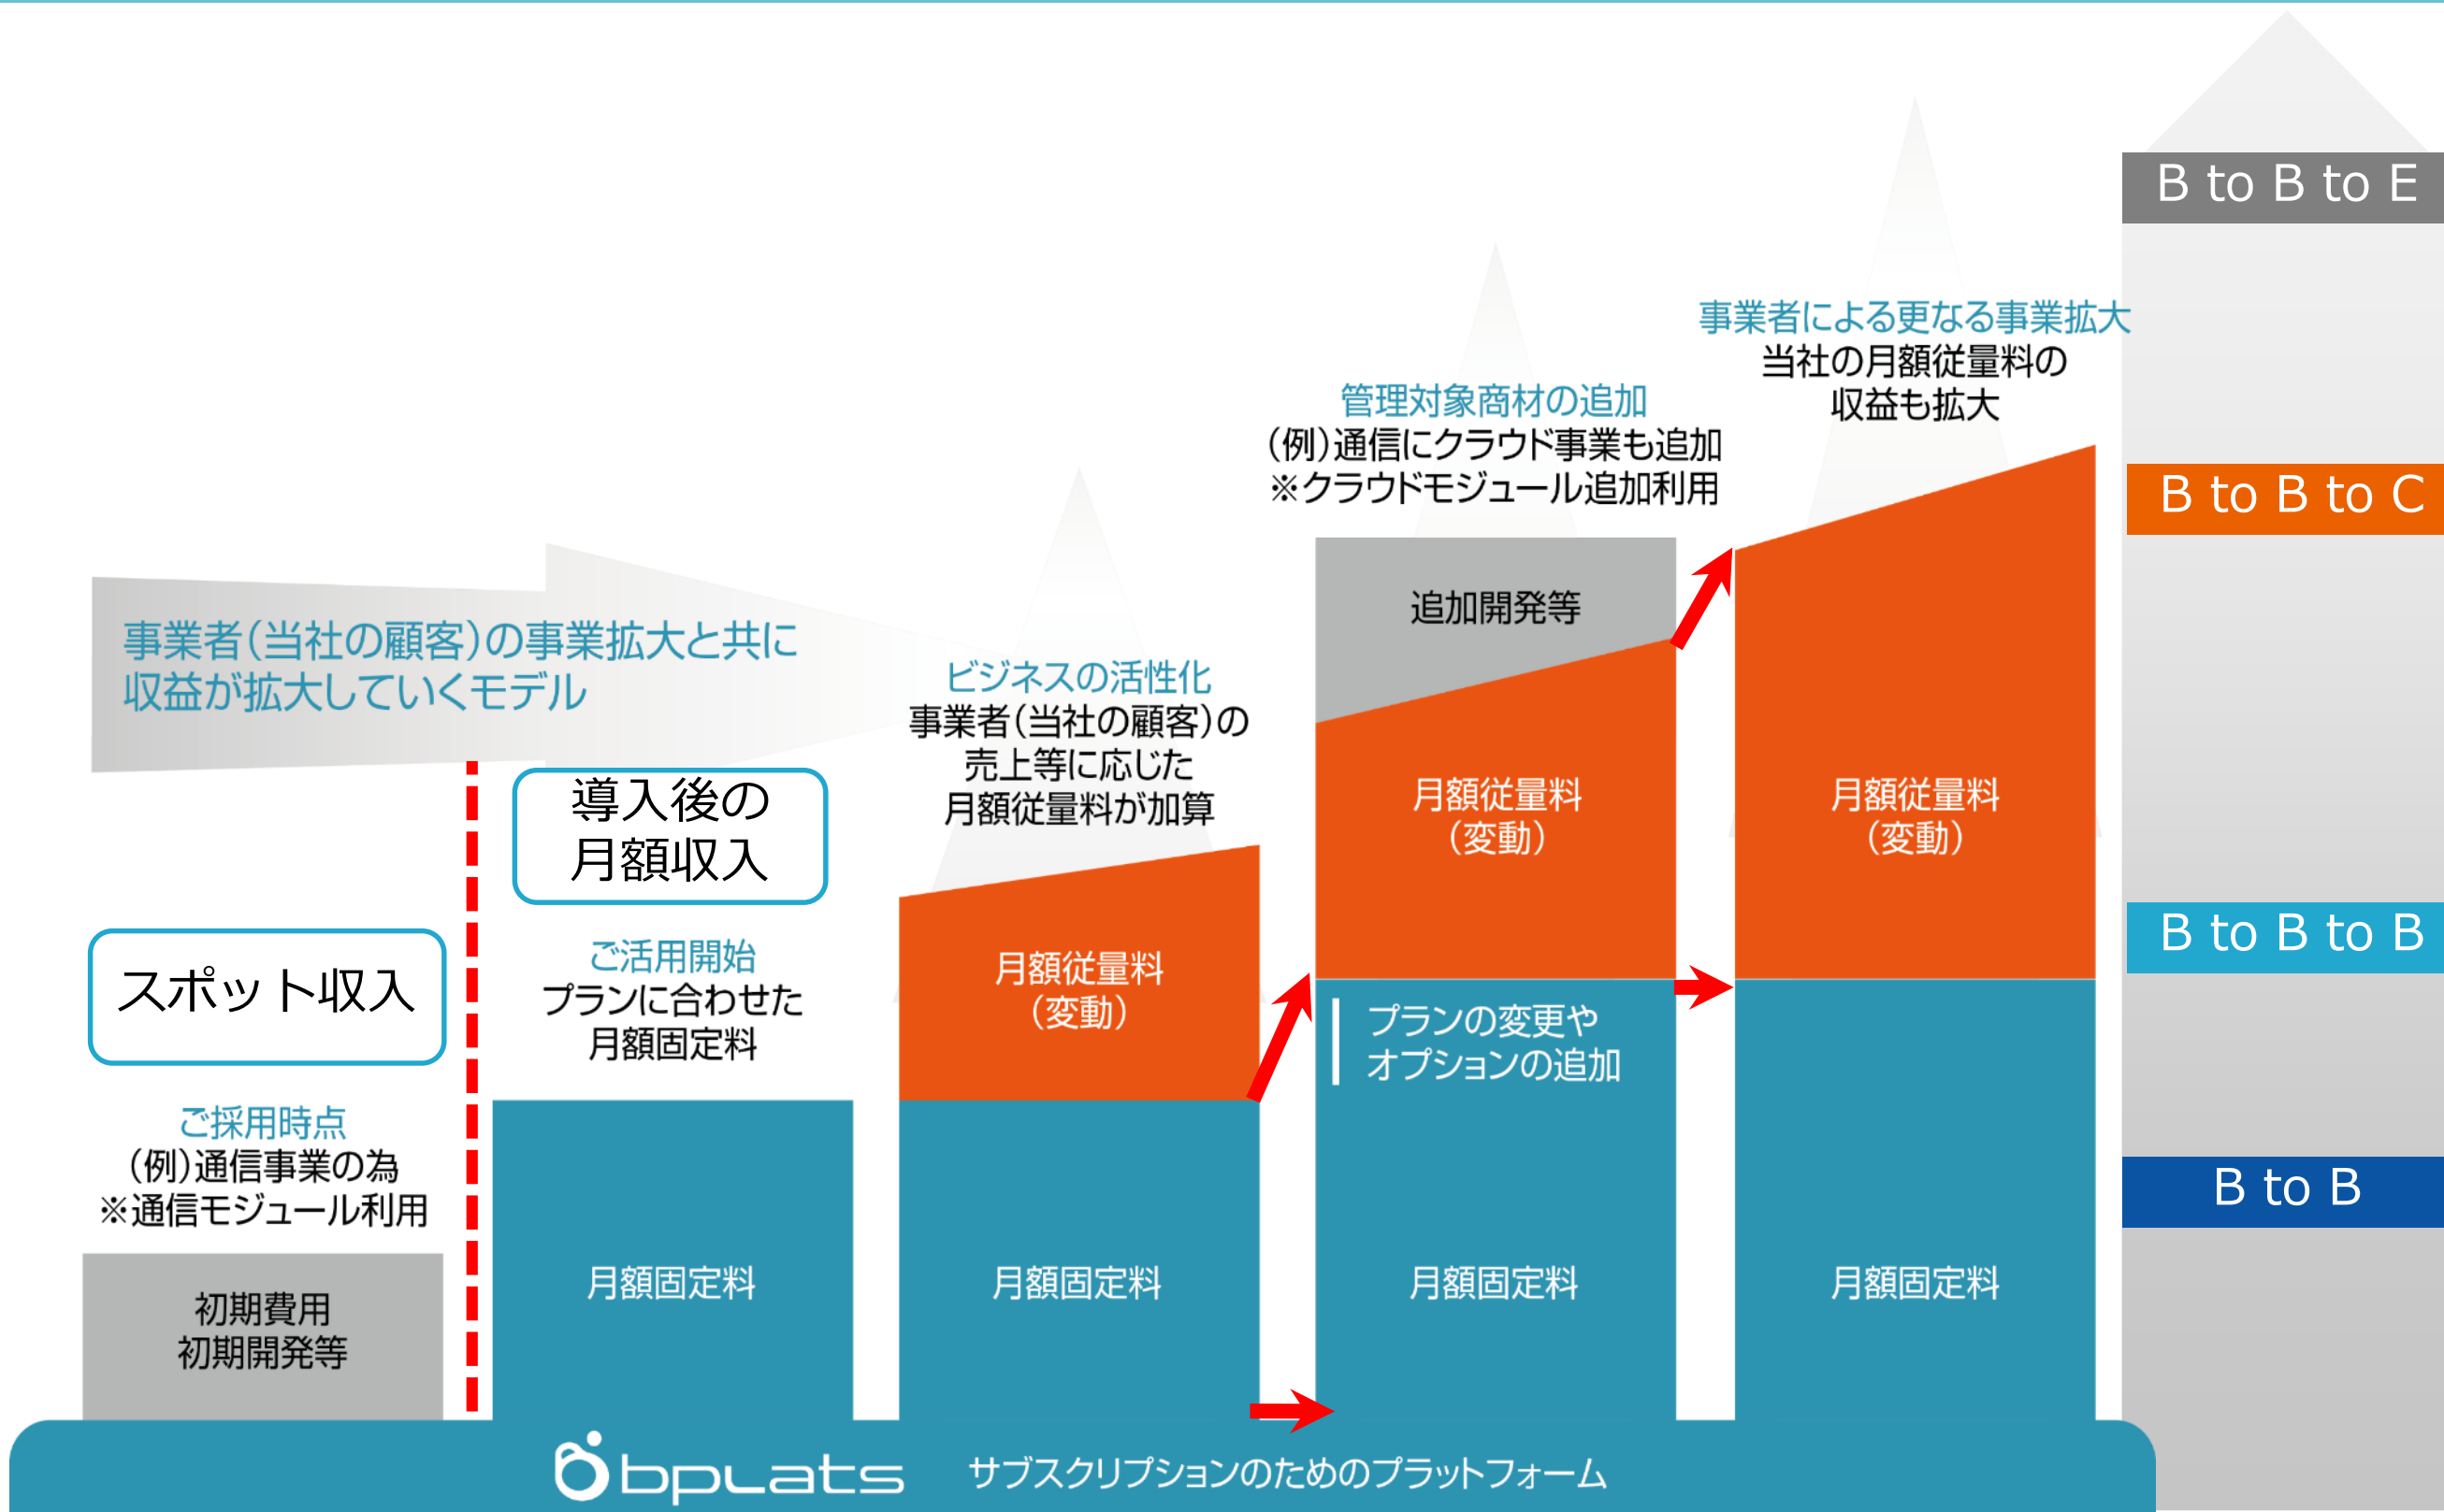 事業者（当社の顧客）の事業拡大と共に
収益が拡大していくモデル
スポット収入
ご採用時点
（例）通信事業の為
※通信モジュール利用
初期費用
初期開発等
導入後の
月額収入
ご活用開始
プランに合わせた
月額固定料
月額固定料
ビジネスの活性化
事業者（当社の顧客）の
売上等に応じた
月額従量料が加算
月額従量料
（変動）
月額固定料
管理対象商材の追加
（例）通信にクラウド事業も追加
※クラウドモジュール追加利用
追加開発等
月額従量料
（変動）
プランの変更や
オプションの追加
月額固定料
事業者による更なる事業拡大
当社の月額従量料の
収益も拡大
月額従量料
（変動）
月額固定料
B to B to E
B to B to C
B to B to B
B to B
bplats
サブスクリプションのためのプラットフォーム